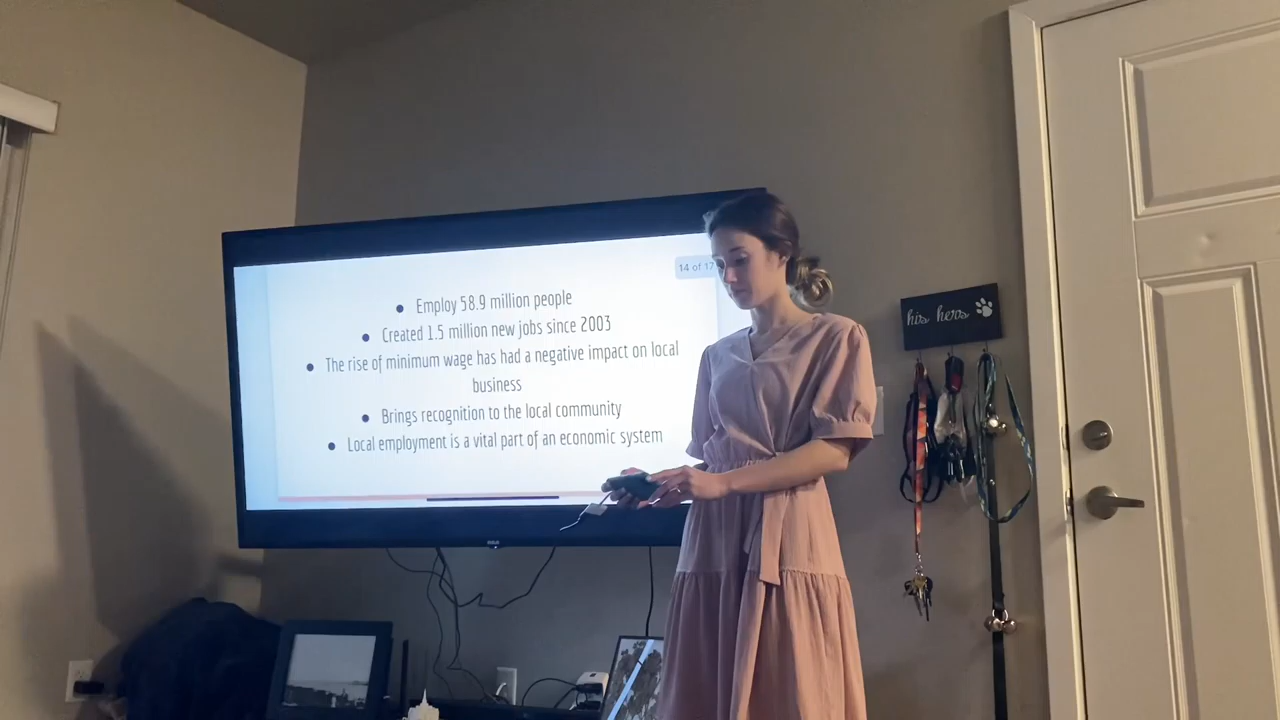 14 of 17
● Employ 58.9 million people
● Created 1.5 million new jobs since 2003
● The rise of minimum wage has had a negative impact on local
business
● Brings recognition to the local community
● Local employment is a vital part of an economic system
his hers
RCA